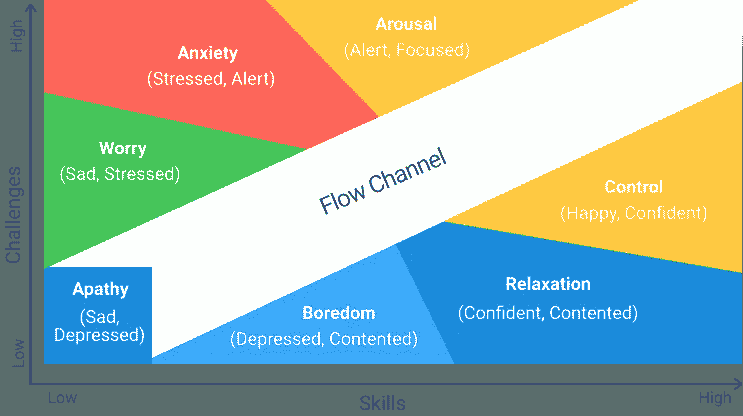 High
Arousal
(Alert, Focused)
Anxiety
(Stressed, Alert)
Worry
(Sad, Stressed)
Flow Channel
Control
(Happy, Confident)
Challenges
Apathy
(Sad,
Depressed)
Boredom
(Depressed, Contented)
Relaxation
(Confident, Contented)
Low
Low
Skills
High